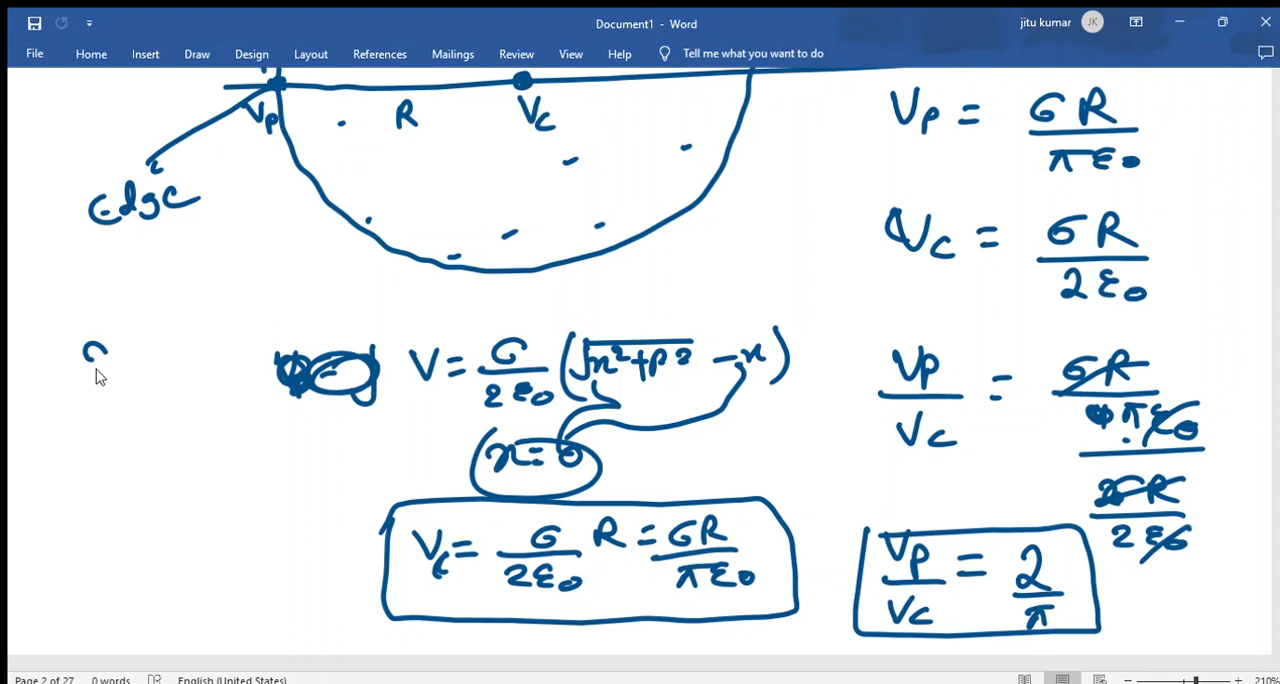 Document1 - Word
jitu kumar
JK
File Home Insert Draw Design Layout References Mailings Review View Help Tell me what you want to do
Vp R Vc
Edge
Vp = σR / πε0
Vc = σR / 2ε0
V = σ / 2ε0 (√x²+R² - x)
x = 0
Vc = σ / 2ε0 R = σR / πε0
Vp / Vc = σR / πε0 / σR / 2ε0
Vp / Vc = 2 / π
Page 2 of 27 0 words English (United States) 210%